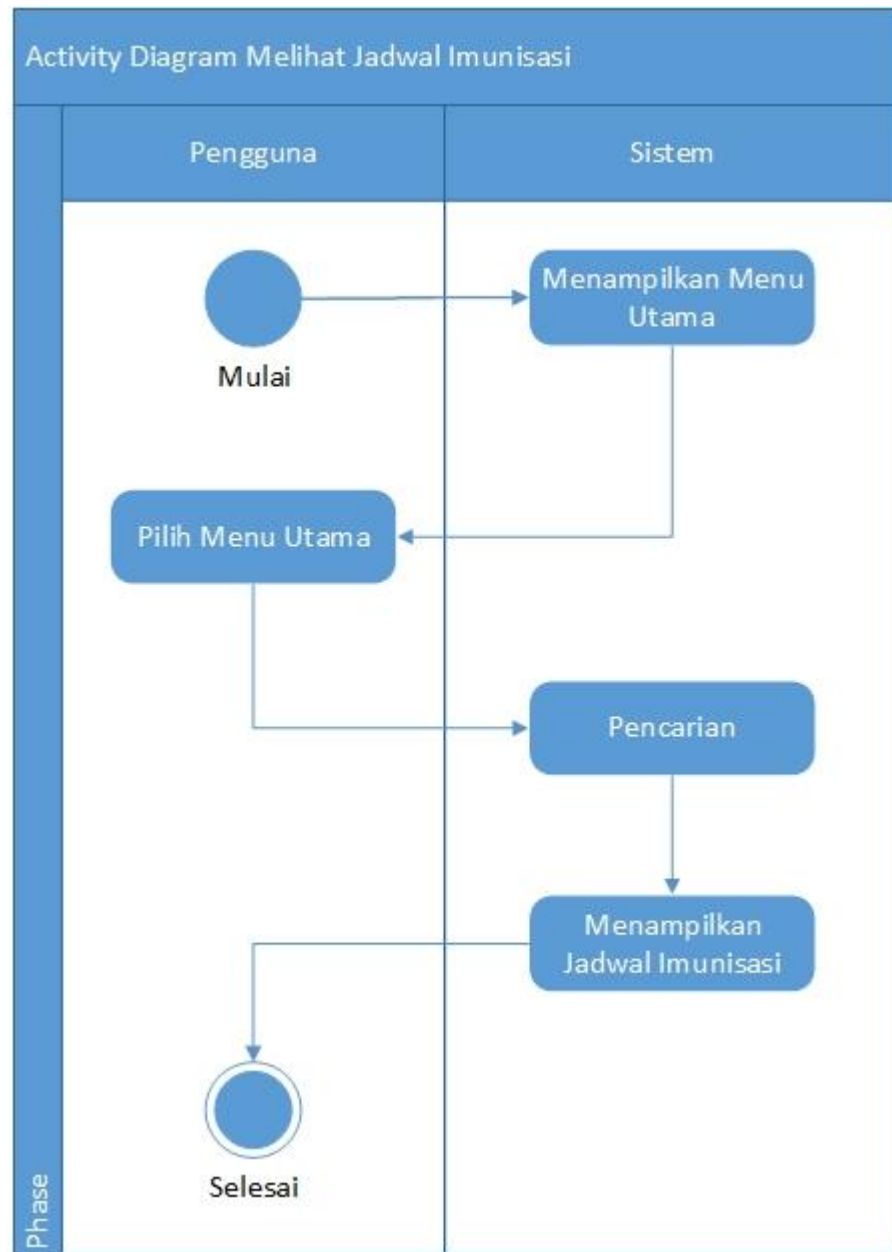 Activity Diagram Melihat Jadwal Imunisasi
Pengguna
Sistem
Mulai
Menampilkan Menu
Utama
Pilih Menu Utama
Pencarian
Menampilkan
Jadwal Imunisasi
Selesai
Phase